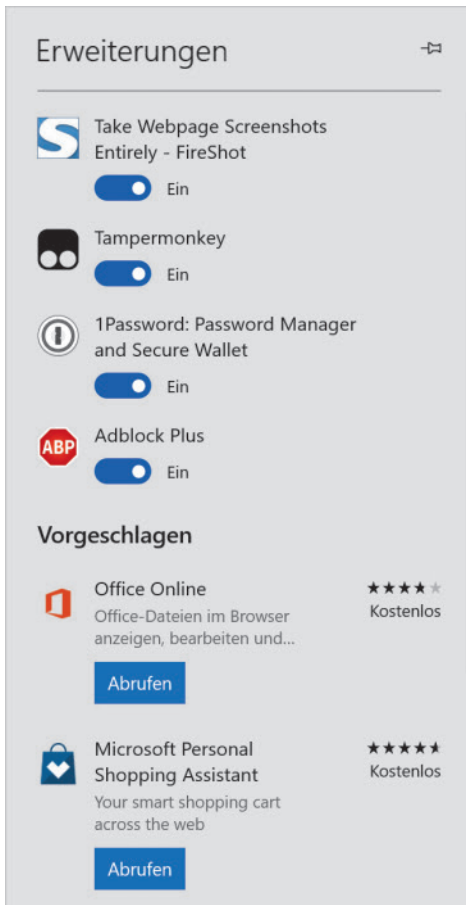 Erweiterungen
Take Webpage Screenshots
Entirely - FireShot
Ein
Tampermonkey
Ein
1Password: Password Manager
and Secure Wallet
Ein
ABP
Adblock Plus
Ein
Vorgeschlagen
Office Online
Kostenlos
Office-Dateien im Browser
anzeigen, bearbeiten und...
Abrufen
Microsoft Personal
Shopping Assistant
Kostenlos
Your smart shopping cart
across the web
Abrufen